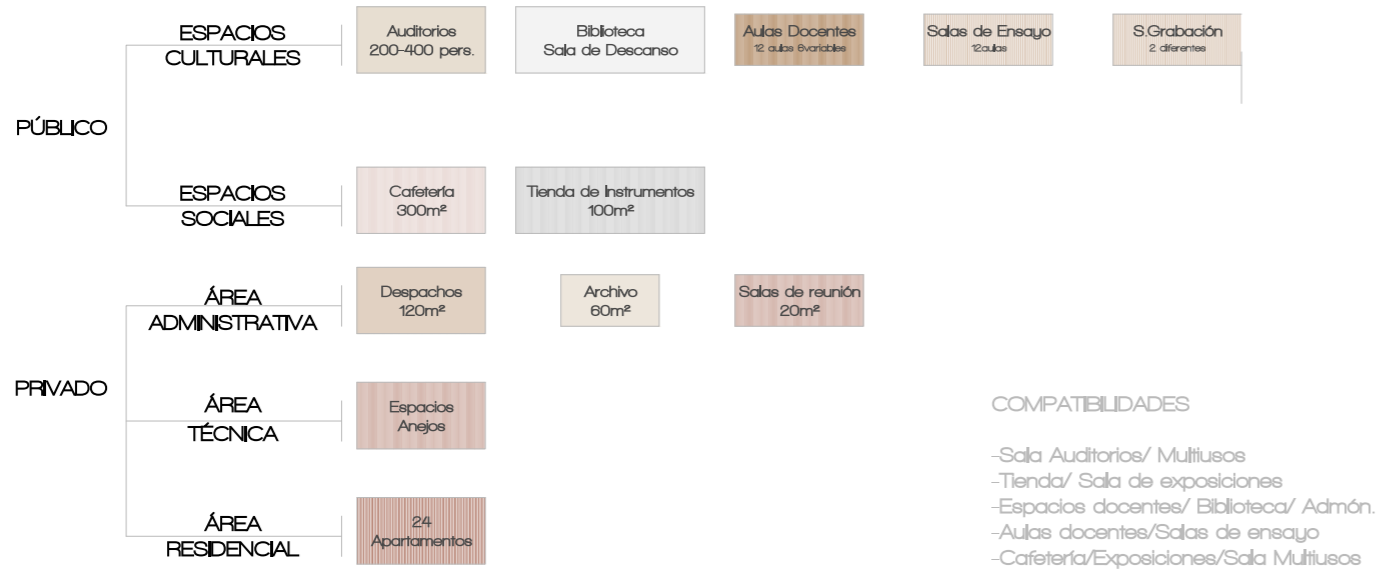 PÚBLICO
ESPACIOS
CULTURALES
Auditorios
200-400 pers.
Biblioteca
Sala de Descanso
Aulas Docentes
12 aulas 6variables
Salas de Ensayo
12aulas
S.Grabación
2 diferentes
ESPACIOS
SOCIALES
Cafetería
300m²
Tienda de Instrumentos
100m²
PRIVADO
ÁREA
ADMINISTRATIVA
Despachos
120m²
Archivo
60m²
Salas de reunión
20m²
ÁREA
TÉCNICA
Espacios
Anejos
ÁREA
RESIDENCIAL
24
Apartamentos
COMPATIBILIDADES
-Sala Auditorios/ Multiusos
-Tienda/ Sala de exposiciones
-Espacios docentes/ Biblioteca/ Admón.
-Aulas docentes/Salas de ensayo
-Cafetería/Exposiciones/Sala Multiusos